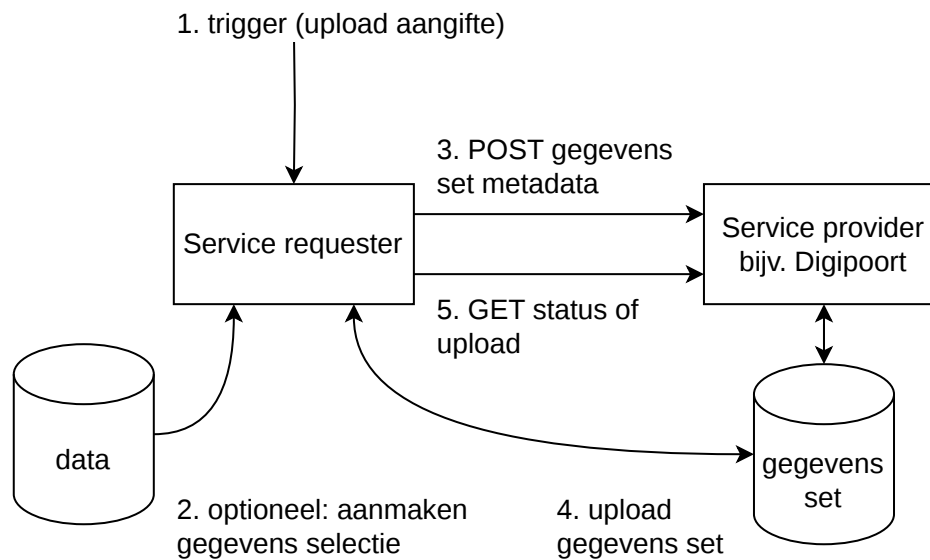 1. trigger (upload aangifte)
3. POST gegevens
set metadata
Service requester
Service provider
bijv. Digipoort
5. GET status of
upload
data
gegevens
set
2. optioneel: aanmaken
gegevens selectie
4. upload
gegevens set